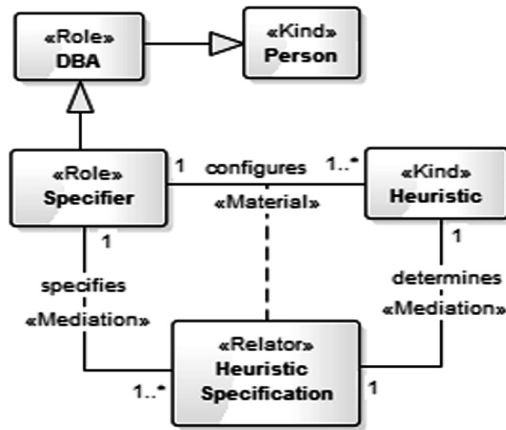 «Role»
DBA
«Kind»
Person
«Role»
Specifier
1
configures
1..*
«Material»
«Kind»
Heuristic
1
1
specifies
«Mediation»
determines
«Mediation»
«Relator»
Heuristic
Specification
1..*
1